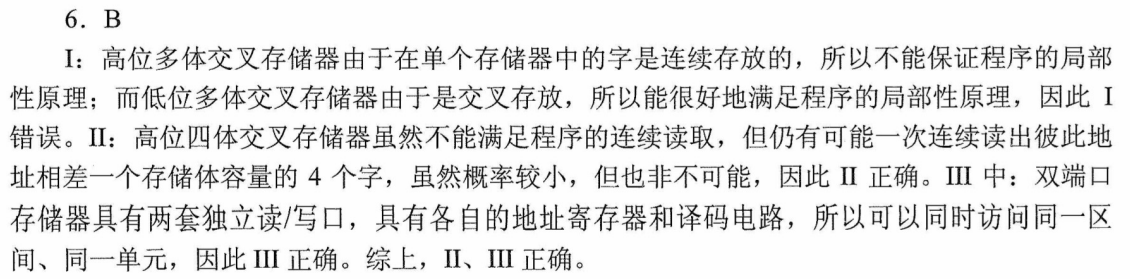 6．B
I：高位多体交叉存储器由于在单个存储器中的字是连续存放的，所以不能保证程序的局部
性原理；而低位多体交叉存储器由于是交叉存放，所以能很好地满足程序的局部性原理，因此 I
错误。II：高位四体交叉存储器虽然不能满足程序的连续读取，但仍有可能一次连续读出彼此地
址相差一个存储体容量的 4 个字，虽然概率较小，但也非不可能，因此 II 正确。III 中：双端口
存储器具有两套独立读/写口，具有各自的地址寄存器和译码电路，所以可以同时访问同一区
间、同一单元，因此 III 正确。综上，II、III 正确。